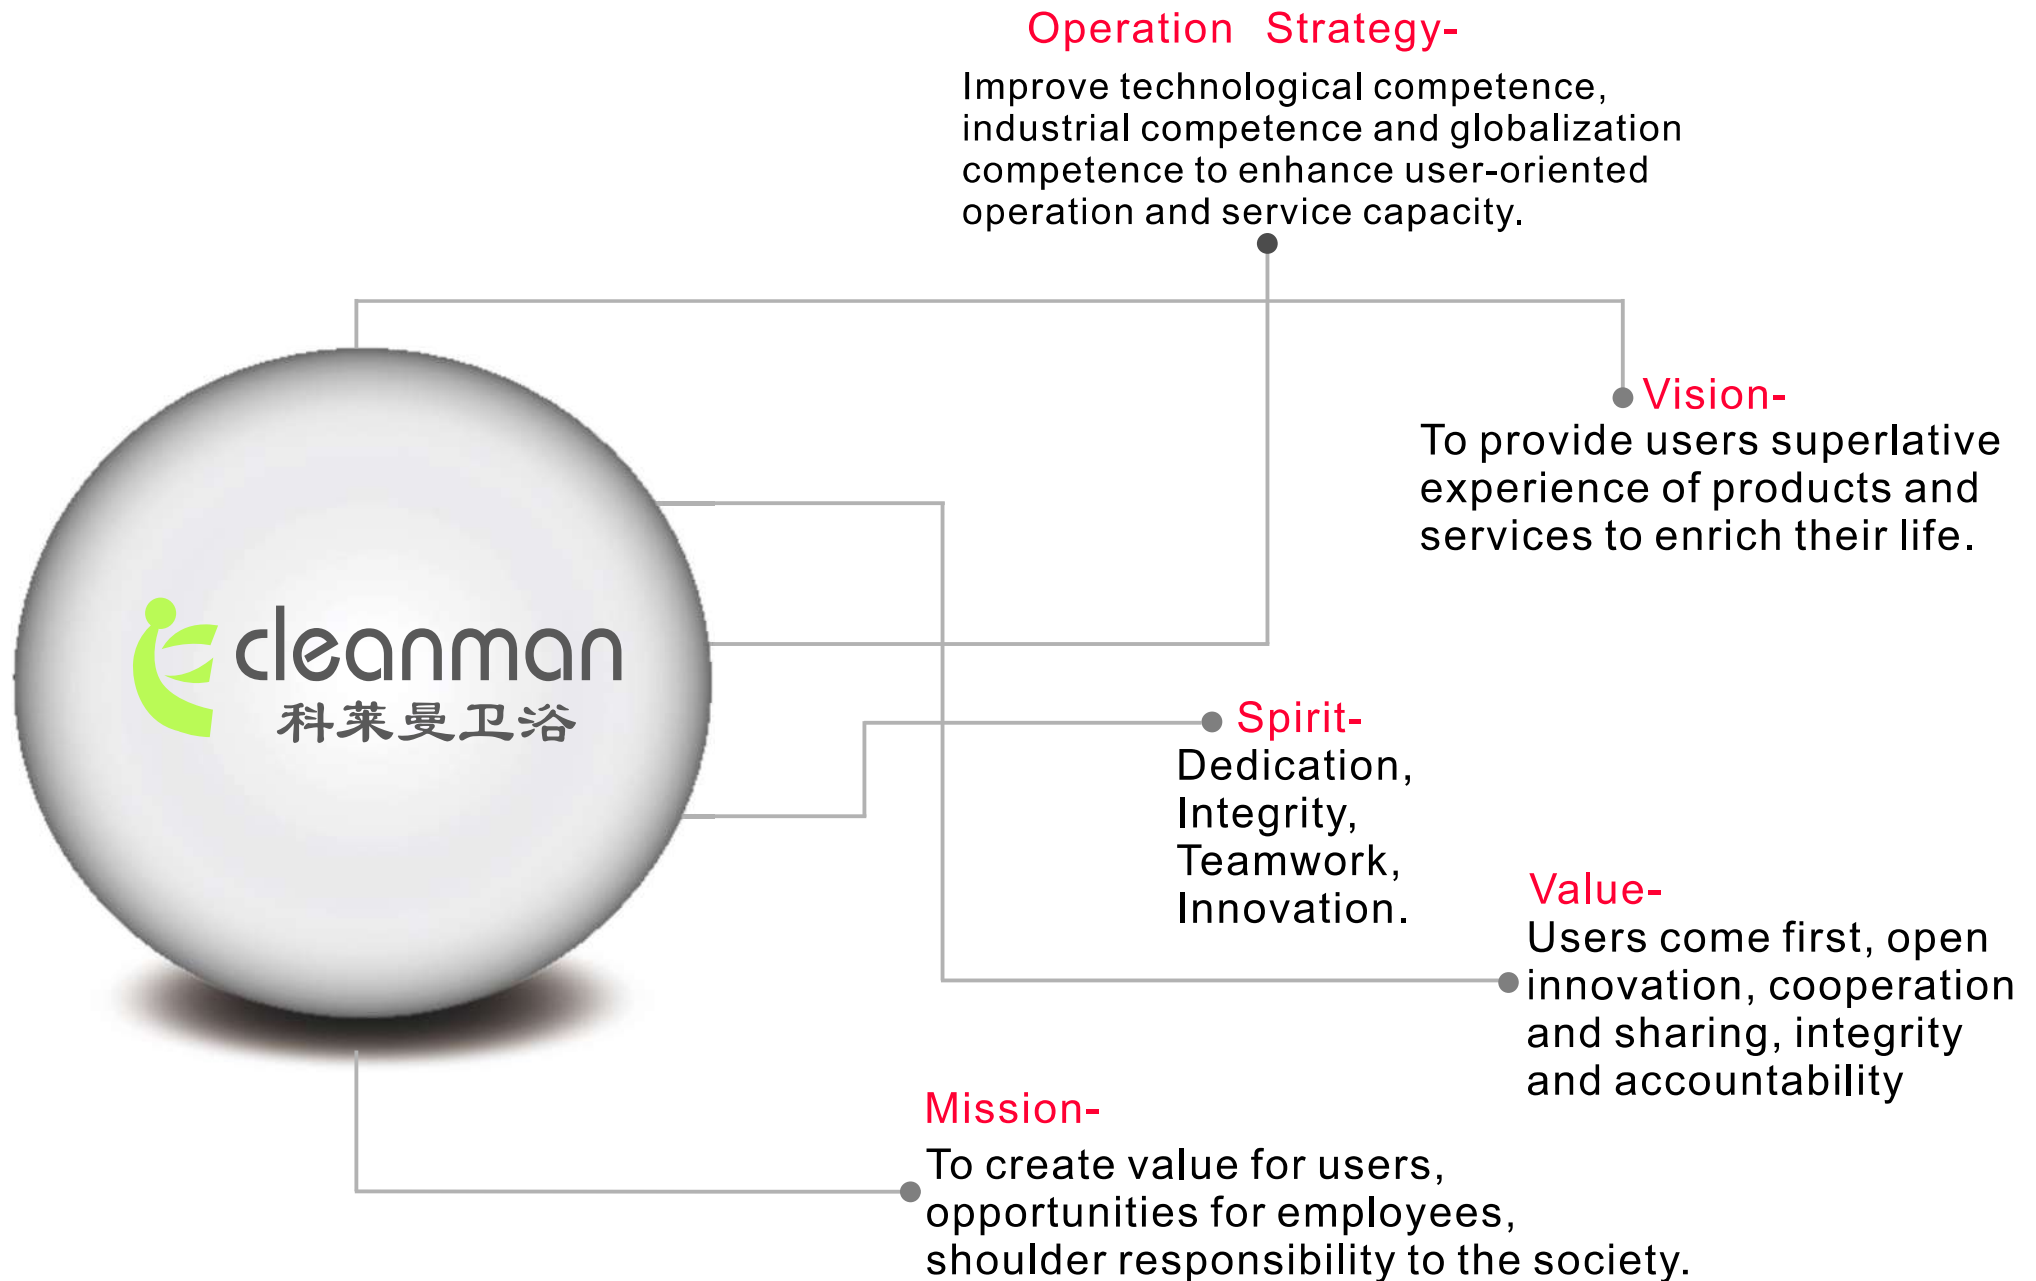 Operation Strategy-
Improve technological competence,
industrial competence and globalization
competence to enhance user-oriented
operation and service capacity.
Vision-
To provide users superlative
experience of products and
services to enrich their life.
cleanman
科莱曼卫浴
Spirit-
Dedication,
Integrity,
Teamwork,
Innovation.
Value-
Users come first, open
innovation, cooperation
and sharing, integrity
and accountability
Mission-
To create value for users,
opportunities for employees,
shoulder responsibility to the society.